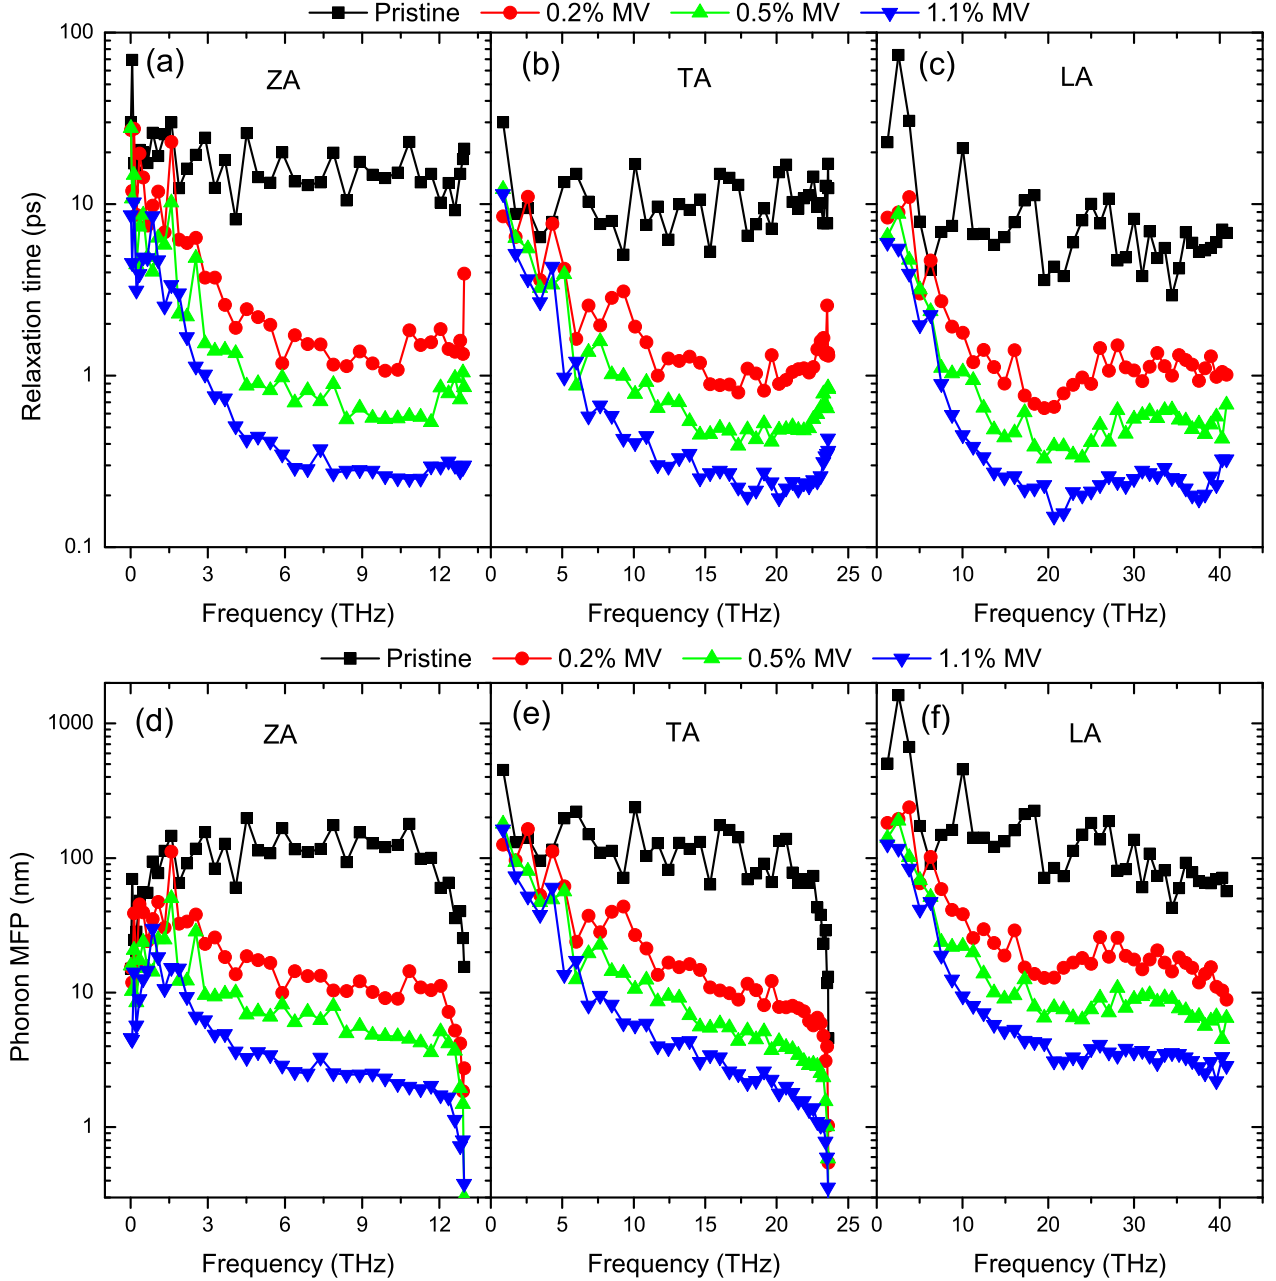 Pristine 0.2% MV 0.5% MV 1.1% MV
(a) ZA (b) TA (c) LA
100
10
1
0.1
Relaxation time (ps)
0 3 6 9 12 0 5 10 15 20 25 0 10 20 30 40
Frequency (THz) Frequency (THz) Frequency (THz)
Pristine 0.2% MV 0.5% MV 1.1% MV
(d) ZA (e) TA (f) LA
1000
100
10
1
Phonon MFP (nm)
0 3 6 9 12 0 5 10 15 20 25 0 10 20 30 40
Frequency (THz) Frequency (THz) Frequency (THz)